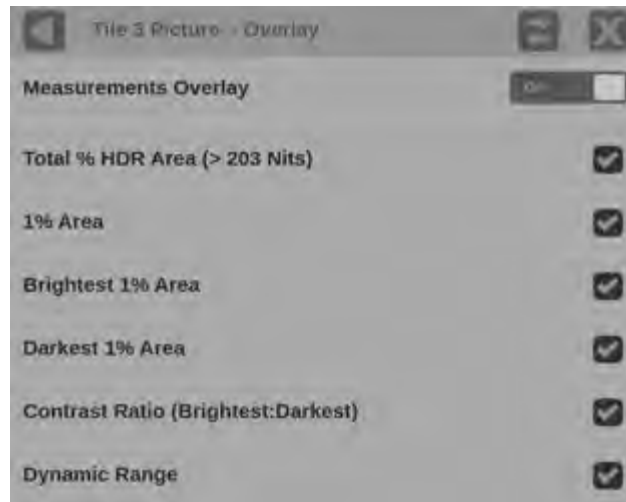 Tile 3 Picture > Overlay
Measurements Overlay
On
Total % HDR Area (> 203 Nits)
1% Area
Brightest 1% Area
Darkest 1% Area
Contrast Ratio (Brightest:Darkest)
Dynamic Range